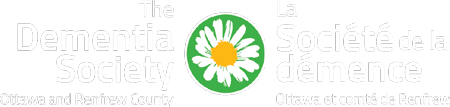 The
Dementia
Society
Ottawa and Renfrew County
La
Société de la
démence
Ottawa et comté de Renfrew